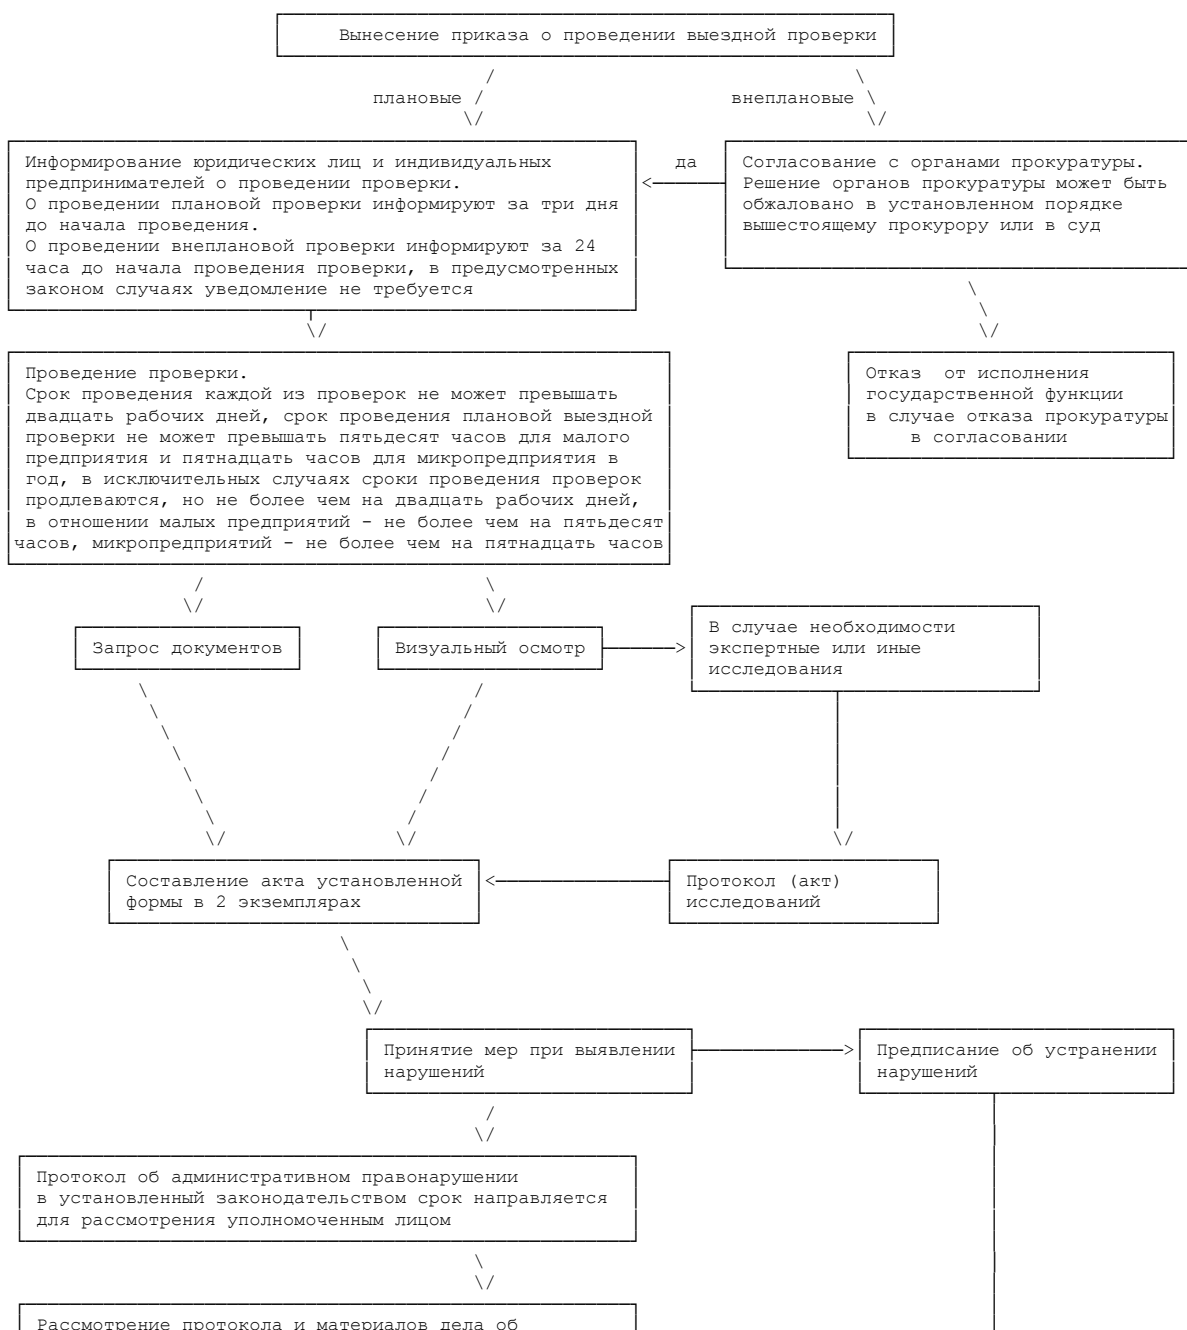 Вынесение приказа о проведении выездной проверки
плановые
внеплановые
Информирование юридических лиц и индивидуальных
предпринимателей о проведении проверки.
О проведении плановой проверки информируют за три дня
до начала проведения.
О проведении внеплановой проверки информируют за 24
часа до начала проведения проверки, в предусмотренных
законом случаях уведомление не требуется
да
Согласование с органами прокуратуры.
Решение органов прокуратуры может быть
обжаловано в установленном порядке
вышестоящему прокурору или в суд
Проведение проверки.
Срок проведения каждой из проверок не может превышать
двадцать рабочих дней, срок проведения плановой выездной
проверки не может превышать пятьдесят часов для малого
предприятия и пятнадцать часов для микропредприятия в
год, в исключительных случаях сроки проведения проверок
продлеваются, но не более чем на двадцать рабочих дней,
в отношении малых предприятий - не более чем на пятьдесят
часов, микропредприятий - не более чем на пятнадцать часов
Отказ от исполнения
государственной функции
в случае отказа прокуратуры
в согласовании
Запрос документов
Визуальный осмотр
В случае необходимости
экспертные или иные
исследования
Составление акта установленной
формы в 2 экземплярах
Протокол (акт)
исследований
Принятие мер при выявлении
нарушений
Предписание об устранении
нарушений
Протокол об административном правонарушении
в установленный законодательством срок направляется
для рассмотрения уполномоченным лицом
Рассмотрение протокола и материалов дела об